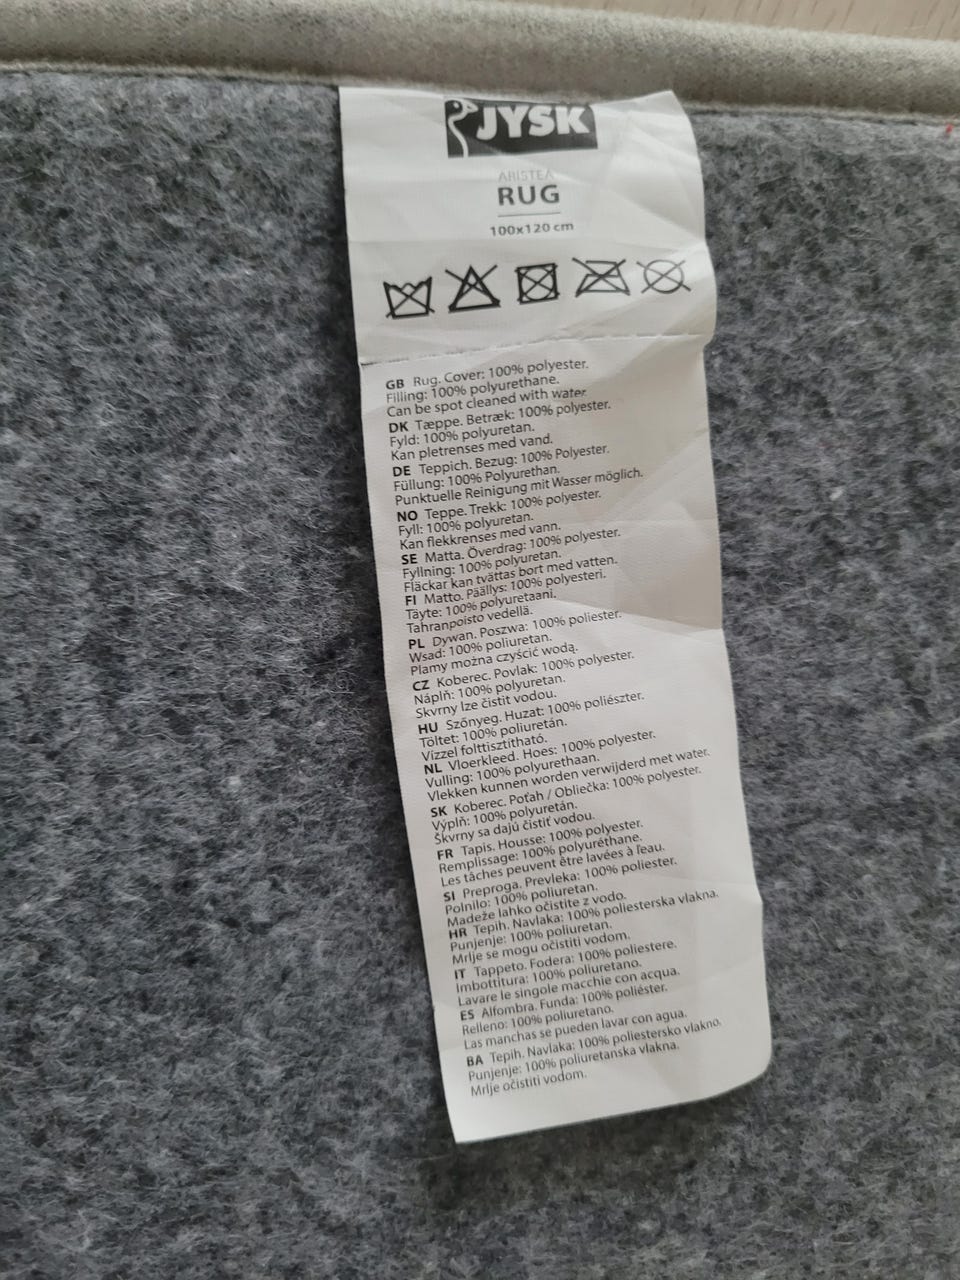 JYSK
ARISTEA
RUG
100x120 cm
GB Rug. Cover: 100% polyester.
Filling: 100% polyurethane.
Can be spot cleaned with water.
DK Tæppe. Betræk: 100% polyester.
Fyld: 100% polyuretan.
Kan pletrenses med vand.
DE Teppich. Bezug: 100% Polyester.
Füllung: 100% Polyurethan.
Punktuelle Reinigung mit Wasser möglich.
NO Teppe. Trekk: 100% polyester.
Fyll: 100% polyuretan.
Kan flekkrenses med vann.
SE Matta. Överdrag: 100% polyester.
Fyllning: 100% polyuretan.
Fläckar kan tvättas bort med vatten.
FI Matto. Päällys: 100% polyesteri.
Täyte: 100% polyuretaani.
Tahranpoisto vedellä.
PL Dywan. Poszwa: 100% poliester.
Wsad: 100% poliuretan.
Plamy można czyścić wodą.
CZ Koberec. Povlak: 100% polyester.
Náplň: 100% polyuretan.
Skvrny lze čistit vodou.
HU Szőnyeg. Huzat: 100% poliészter.
Töltet: 100% poliuretán.
Vízzel folttisztítható.
NL Vloerkleed. Hoes: 100% polyester.
Vulling: 100% polyurethaan.
Vlekken kunnen worden verwijderd met water.
SK Koberec. Poťah / Obliečka: 100% polyester.
Výplň: 100% polyuretán.
Škvrny sa dajú čistiť vodou.
FR Tapis. Housse: 100% polyester.
Remplissage: 100% polyuréthane.
Les tâches peuvent être lavées à l'eau.
SI Preproga. Prevleka: 100% poliester.
Polnilo: 100% poliuretan.
Madeže lahko očistite z vodo.
HR Tepih. Navlaka: 100% poliesterska vlakna.
Punjenje: 100% poliuretan.
Mrlje se mogu očistiti vodom.
IT Tappeto. Fodera: 100% poliestere.
Imbottitura: 100% poliuretano.
Lavare le singole macchie con acqua.
ES Alfombra. Funda: 100% poliéster.
Relleno: 100% poliuretano.
Las manchas se pueden lavar con agua.
BA Tepih. Navlaka: 100% poliestersko vlakno.
Punjenje: 100% poliuretanska vlakna.
Mrlje očistiti vodom.